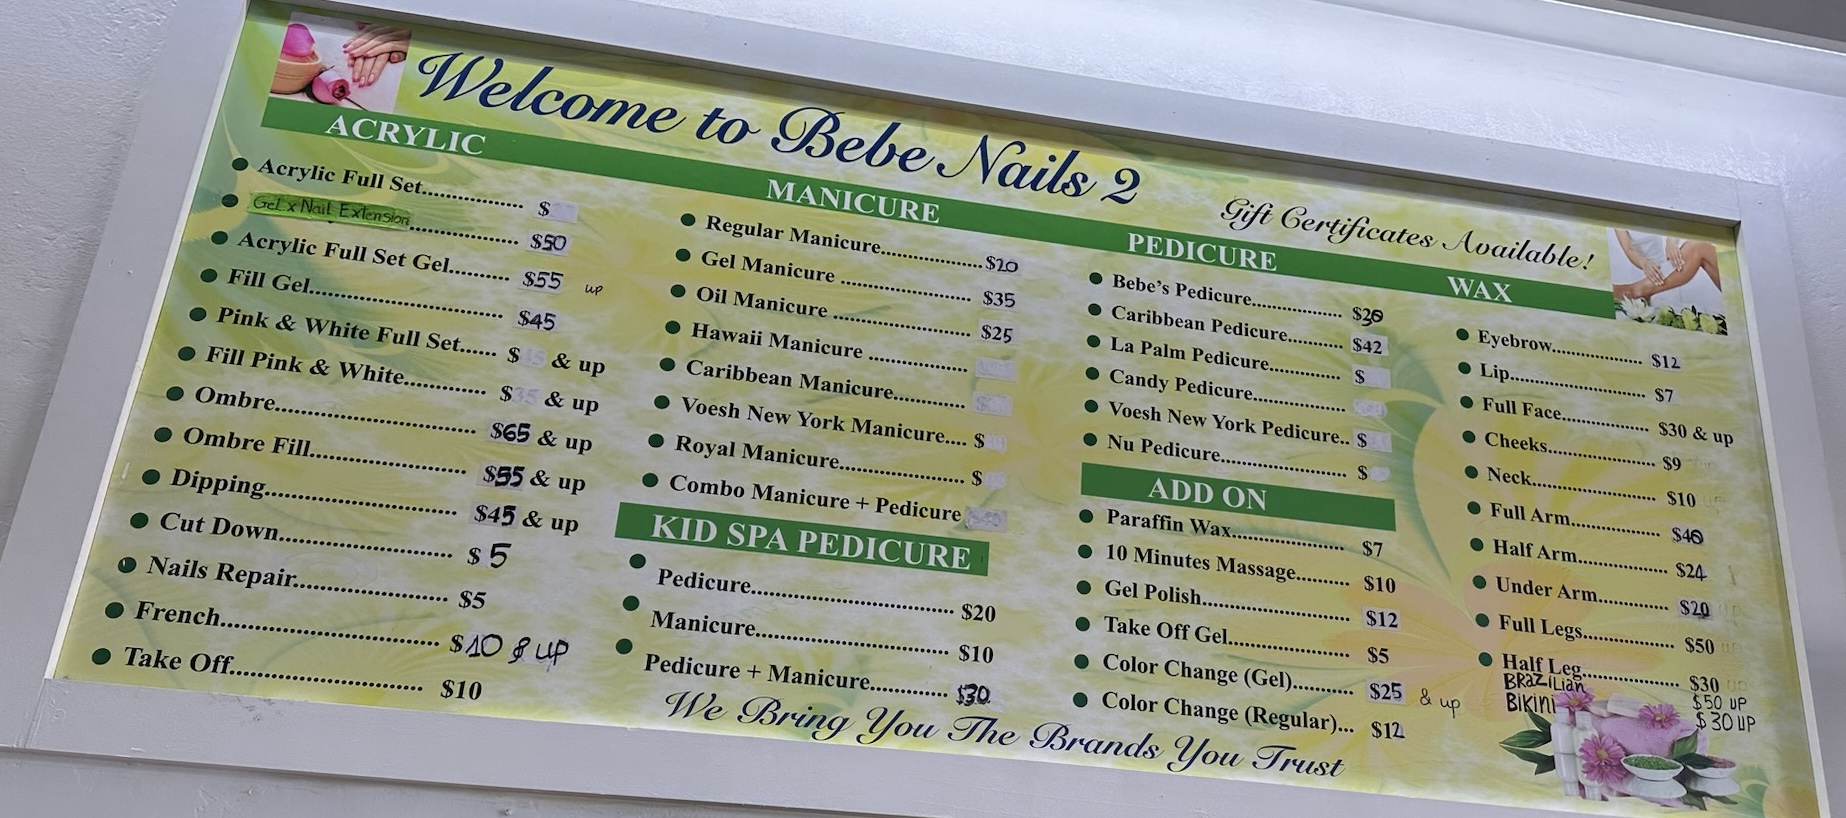 Welcome to Bebe Nails 2
Gift Certificates Available!
ACRYLIC
Acrylic Full Set........ $
Gel x Nail Extension........ $50
Acrylic Full Set Gel........ $55 up
Fill Gel........ $45
Pink & White Full Set...... $ & up
Fill Pink & White........ $35 & up
Ombre........ $65 & up
Ombre Fill........ $55 & up
Dipping........ $45 & up
Cut Down........ $5
Nails Repair........ $5
French........ $10 & up
Take Off........ $10
MANICURE
Regular Manicure........ $20
Gel Manicure ........ $35
Oil Manicure ........ $25
Hawaii Manicure ........
Caribbean Manicure........
Voesh New York Manicure.... $
Royal Manicure........ $
Combo Manicure + Pedicure
KID SPA PEDICURE
Pedicure........ $20
Manicure........ $10
Pedicure + Manicure........ $30
PEDICURE
Bebe's Pedicure........ $30
Caribbean Pedicure........ $42
La Palm Pedicure........ $
Candy Pedicure........
Voesh New York Pedicure.. $
Nu Pedicure........ $
ADD ON
Paraffin Wax........ $7
10 Minutes Massage........ $10
Gel Polish........ $12
Take Off Gel........ $5
Color Change (Gel)........ $25 & up
Color Change (Regular)... $12
WAX
Eyebrow........ $12
Lip........ $7
Full Face........ $30 & up
Cheeks........ $9
Neck........ $10
Full Arm........ $40
Half Arm........ $24
Under Arm........ $20
Full Legs........ $50
Half Leg........ $30
BRAZILIAN $50 UP
BIKINI $30 UP
We Bring You The Brands You Trust